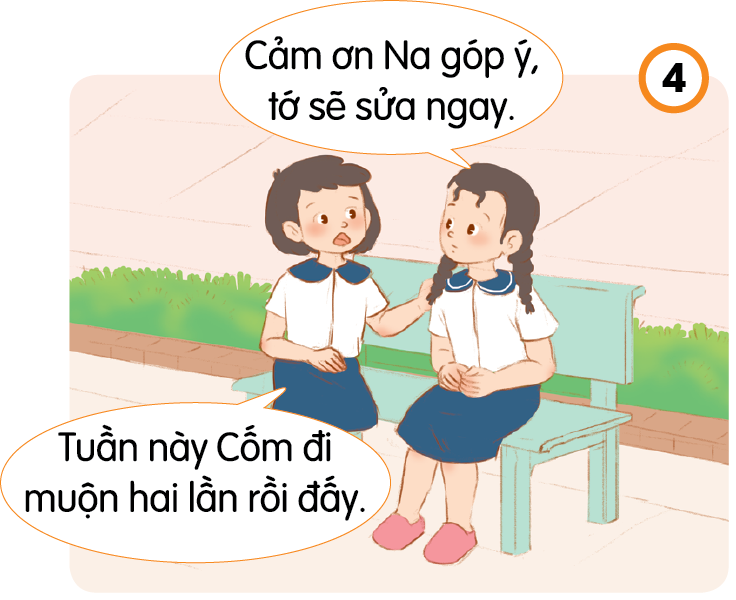 Cảm ơn Na góp ý,
tớ sẽ sửa ngay.
4
Tuần này Cốm đi
muộn hai lần rồi đấy.